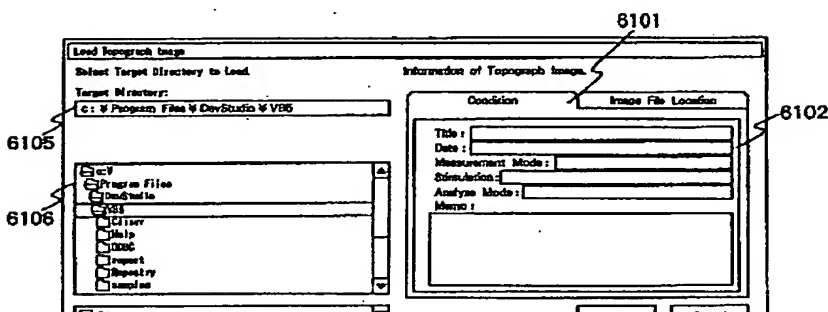 6101
Load Topograph Image
Select Target Directory to Load.
Information of Topograph Image.
Target Directory:
c: ¥ Program Files ¥ DevStudio ¥ VB5
Condition
Image File Location
6102
6105
Title :
Date :
Measurement Mode :
Stimulation :
Analyze Mode :
Memo :
6106
c:¥
Program Files
DevStudio
VB5
Cliserv
Help
ODBC
report
samples